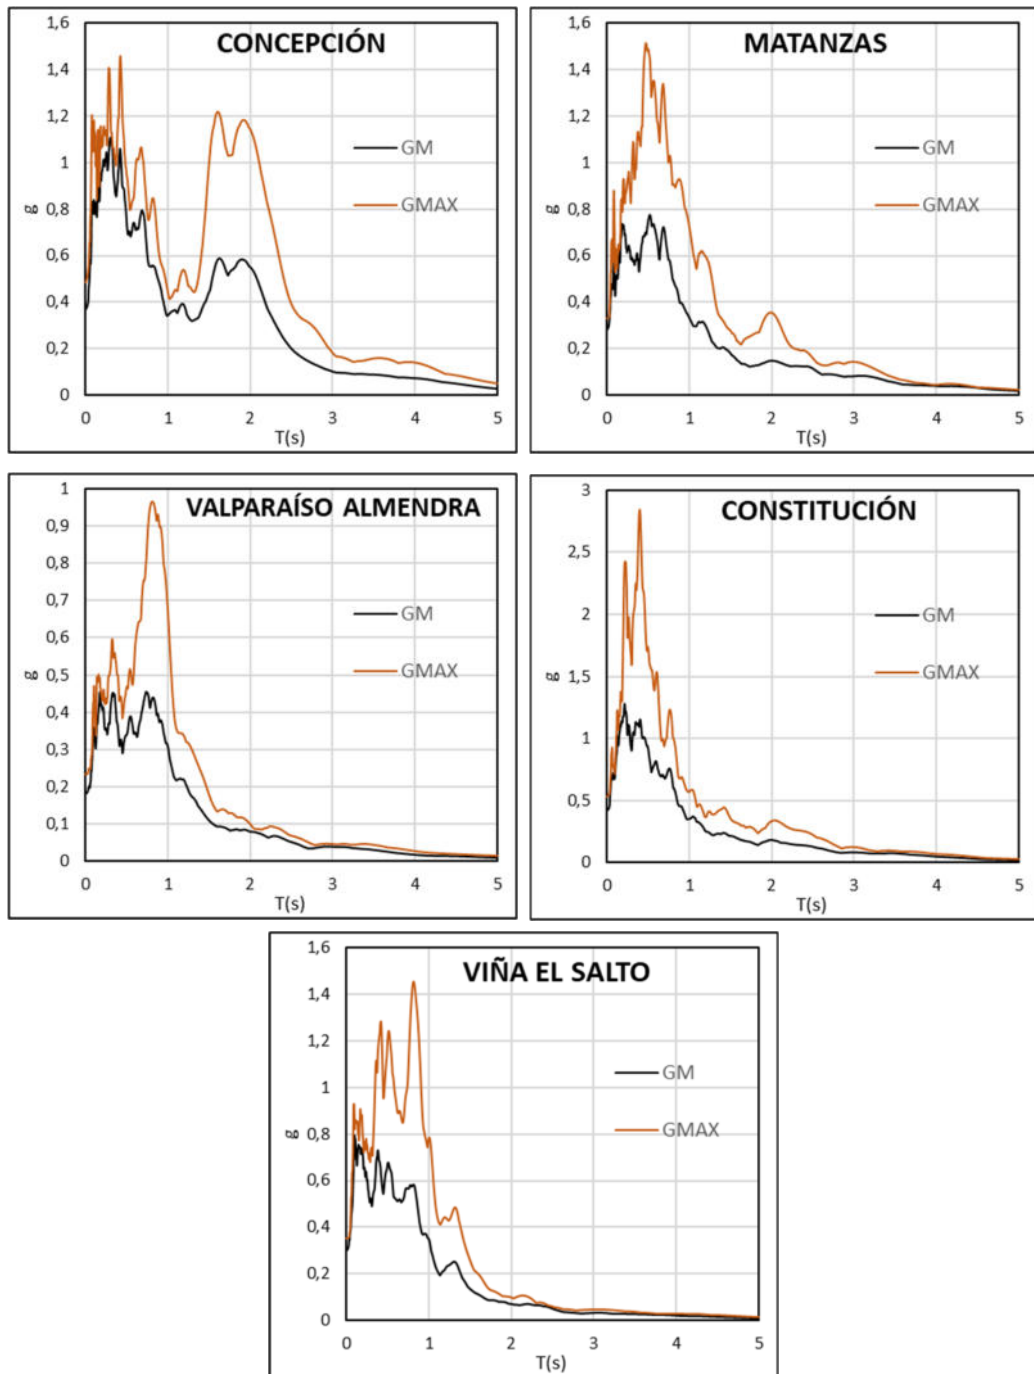 CONCEPCIÓN
1,6
1,4
1,2
1
0,8
0,6
0,4
0,2
0
g
GM
GMAX
0 1 2 3 4 5
T(s)
MATANZAS
1,6
1,4
1,2
1
0,8
0,6
0,4
0,2
0
g
GM
GMAX
0 1 2 3 4 5
T(s)
VALPARAÍSO ALMENDRA
1
0,9
0,8
0,7
0,6
0,5
0,4
0,3
0,2
0,1
0
g
GM
GMAX
0 1 2 3 4 5
T(s)
CONSTITUCIÓN
3
2,5
2
1,5
1
0,5
0
g
GM
GMAX
0 1 2 3 4 5
T(s)
VIÑA EL SALTO
1,6
1,4
1,2
1
0,8
0,6
0,4
0,2
0
g
GM
GMAX
0 1 2 3 4 5
T(s)